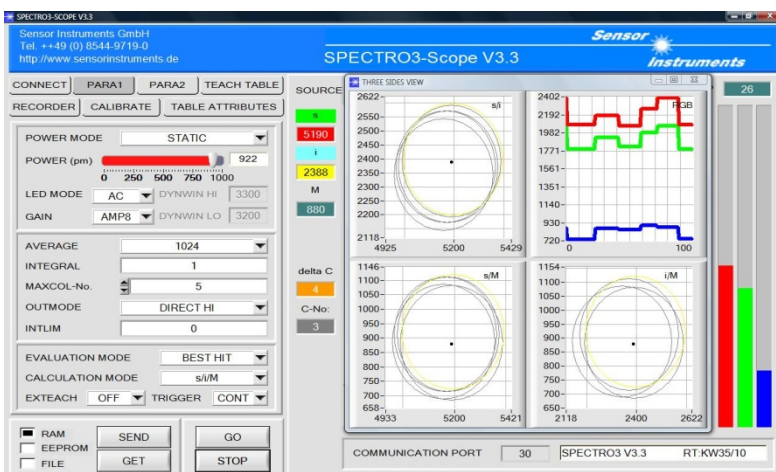 SPECTRO3-SCOPE V3.3
Sensor Instruments GmbH
Tel. ++49 (0) 8544-9719-0
http://www.sensorinstruments.de
SPECTRO3-Scope V3.3
Sensor
Instruments
CONNECT PARA1 PARA2 TEACH TABLE
RECORDER CALIBRATE TABLE ATTRIBUTES
POWER MODE STATIC
POWER (pm) 922
0 250 500 750 1000
LED MODE AC DYNWIN HI 3300
GAIN AMP8 DYNWIN LO 3200
AVERAGE 1024
INTEGRAL 1
MAXCOL-No. 5
OUTMODE DIRECT HI
INTLIM 0
EVALUATION MODE BEST HIT
CALCULATION MODE s/i/M
EXTEACH OFF TRIGGER CONT
RAM
EEPROM
FILE
SEND GO
GET STOP
SOURCE
s
5190
i
2388
M
880
delta C
4
C-No:
3
THREE SIDES VIEW
s/i
2622
2550
2500
2450
2400
2350
2300
2250
2200
2118
4925 5200 5429
RGB
2402
2192
1982
1771
1561
1351
1140
930
720
0 100
s/M
1146
1100
1050
1000
950
900
850
800
750
700
658
4933 5200 5421
i/M
1154
1100
1050
1000
950
900
850
800
750
700
650
2118 2400 2622
26
COMMUNICATION PORT 30 SPECTRO3 V3.3 RT:KW35/10